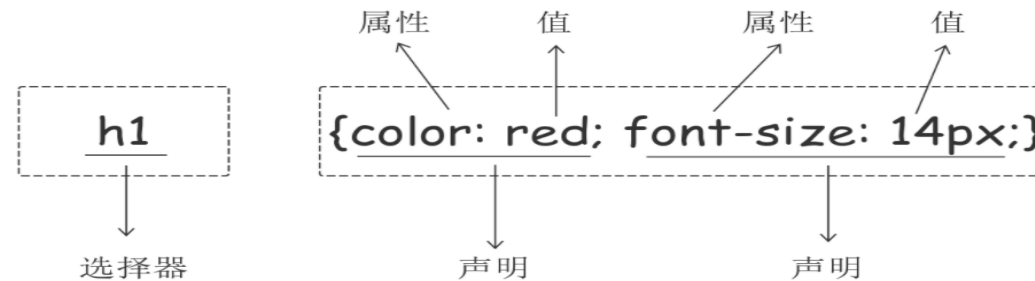 属性 值 属性 值
h1 {color: red; font-size: 14px;}
选择器 声明 声明